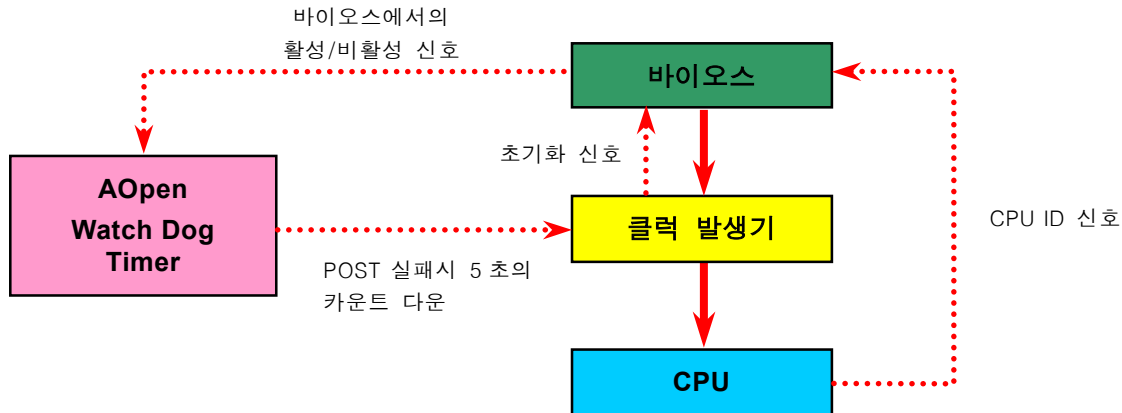 바이오스에서의
활성/비활성 신호
바이오스
초기화 신호
AOpen
Watch Dog
Timer
클럭 발생기
CPU ID 신호
POST 실패시 5 초의
카운트 다운
CPU